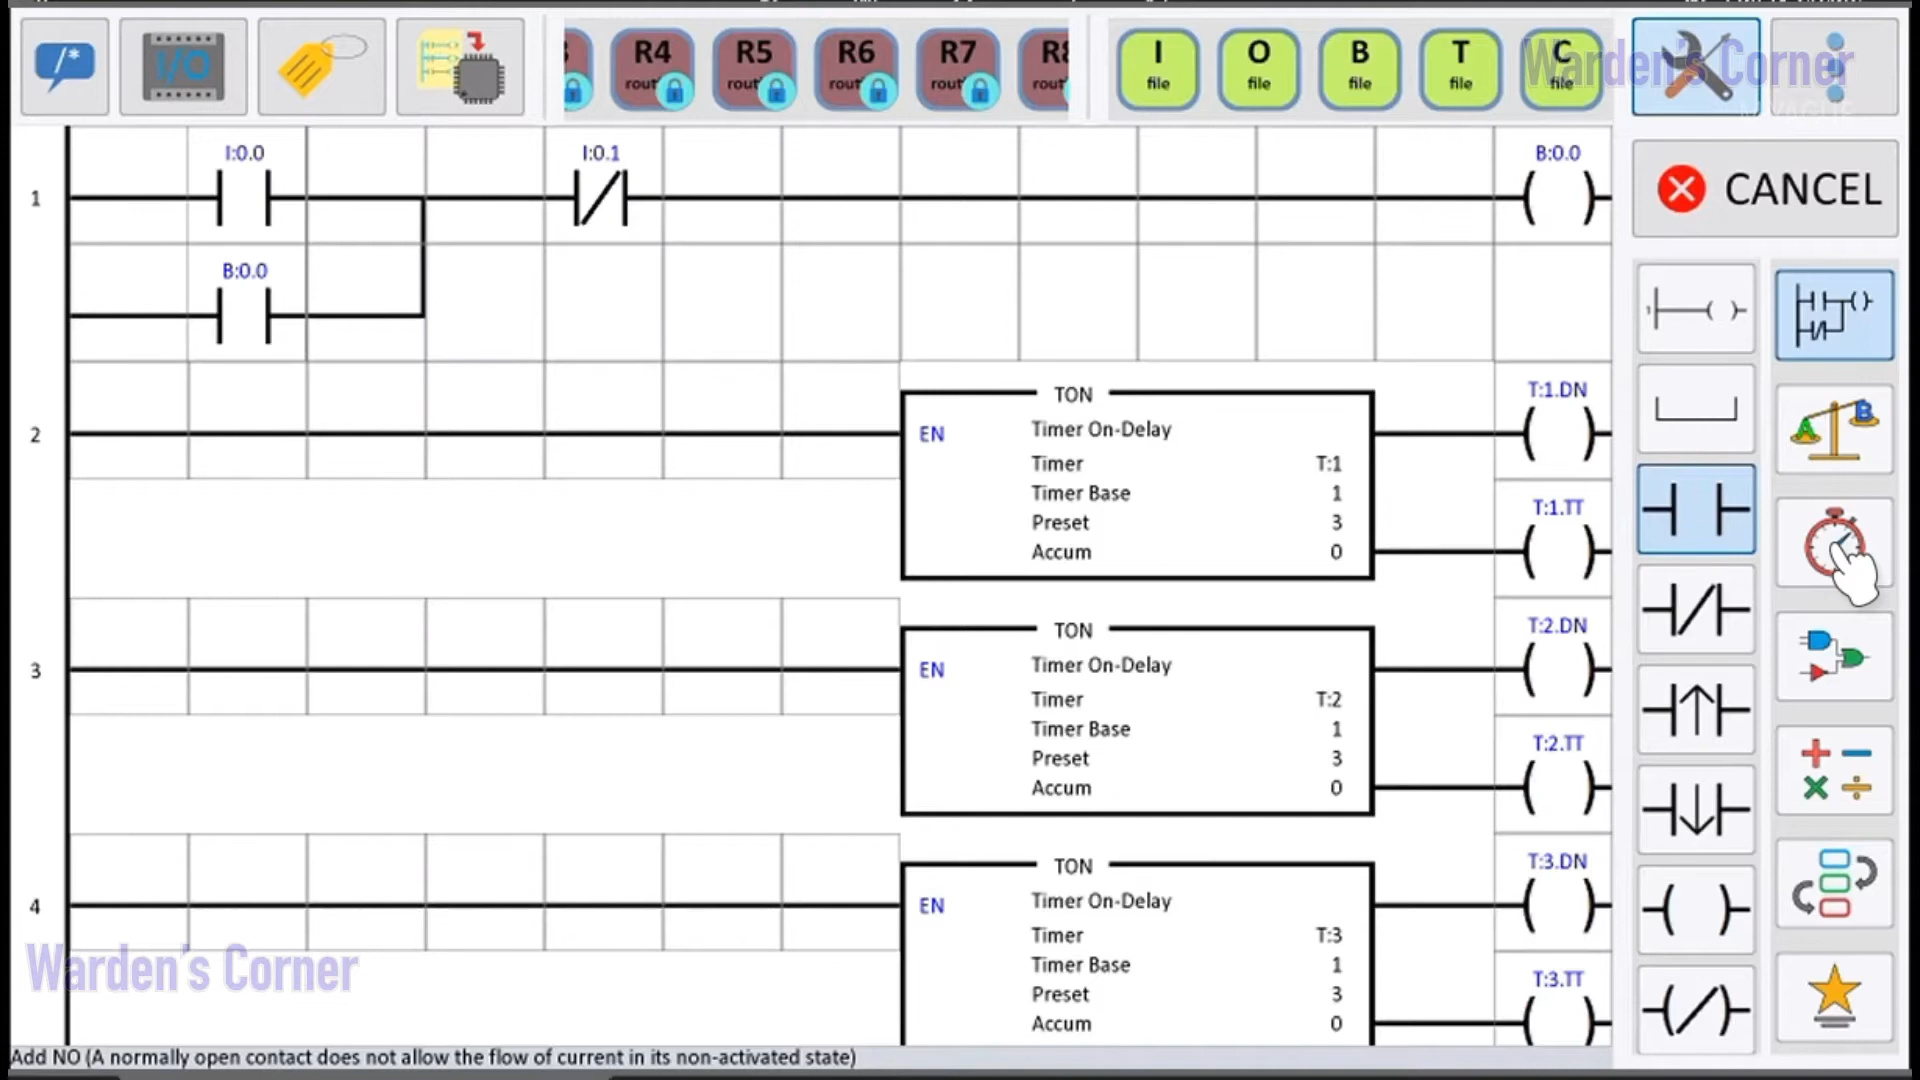 /*
I/O
R4
rout
R5
rout
R6
rout
R7
rout
R8
rout
I
file
O
file
B
file
T
file
C
file
Warden's Corner
CANCEL
1
I:0.0
I:0.1
B:0.0
B:0.0
2
TON
EN
Timer On-Delay
Timer T:1
Timer Base 1
Preset 3
Accum 0
T:1.DN
T:1.TT
3
TON
EN
Timer On-Delay
Timer T:2
Timer Base 1
Preset 3
Accum 0
T:2.DN
T:2.TT
4
TON
EN
Timer On-Delay
Timer T:3
Timer Base 1
Preset 3
Accum 0
T:3.DN
T:3.TT
A
B
Warden's Corner
Add NO (A normally open contact does not allow the flow of current in its non-activated state)